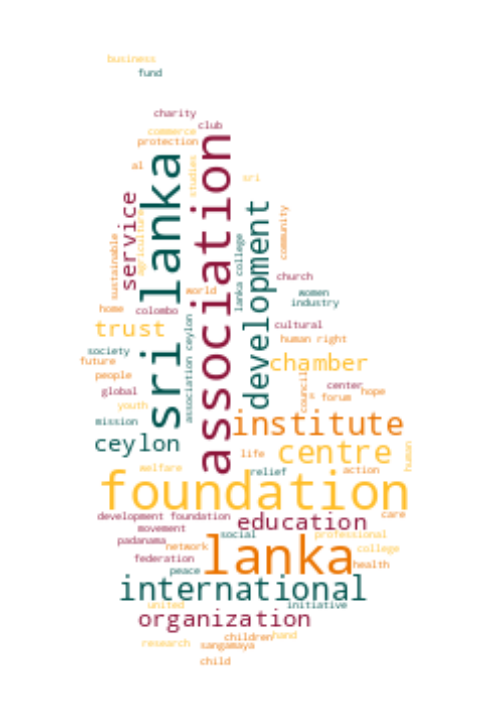 business
fund
charity
club
commerce
protection
al
studies
sri
sri lanka
association
service
development
community
sustainable
agriculture
lanka college
church
world
women
industry
home
colombo
cultural
trust
association ceylon
human right
society
future
chamber
people
council
center
global
hope
s
forum
youth
mission
institute
ceylon
centre
life
human
welfare
relief
action
foundation
development foundation
care
movement
education
social
professional
padanama
network
lanka
college
federation
peace
health
international
united
initiative
organization
children
hand
research
sangamaya
child